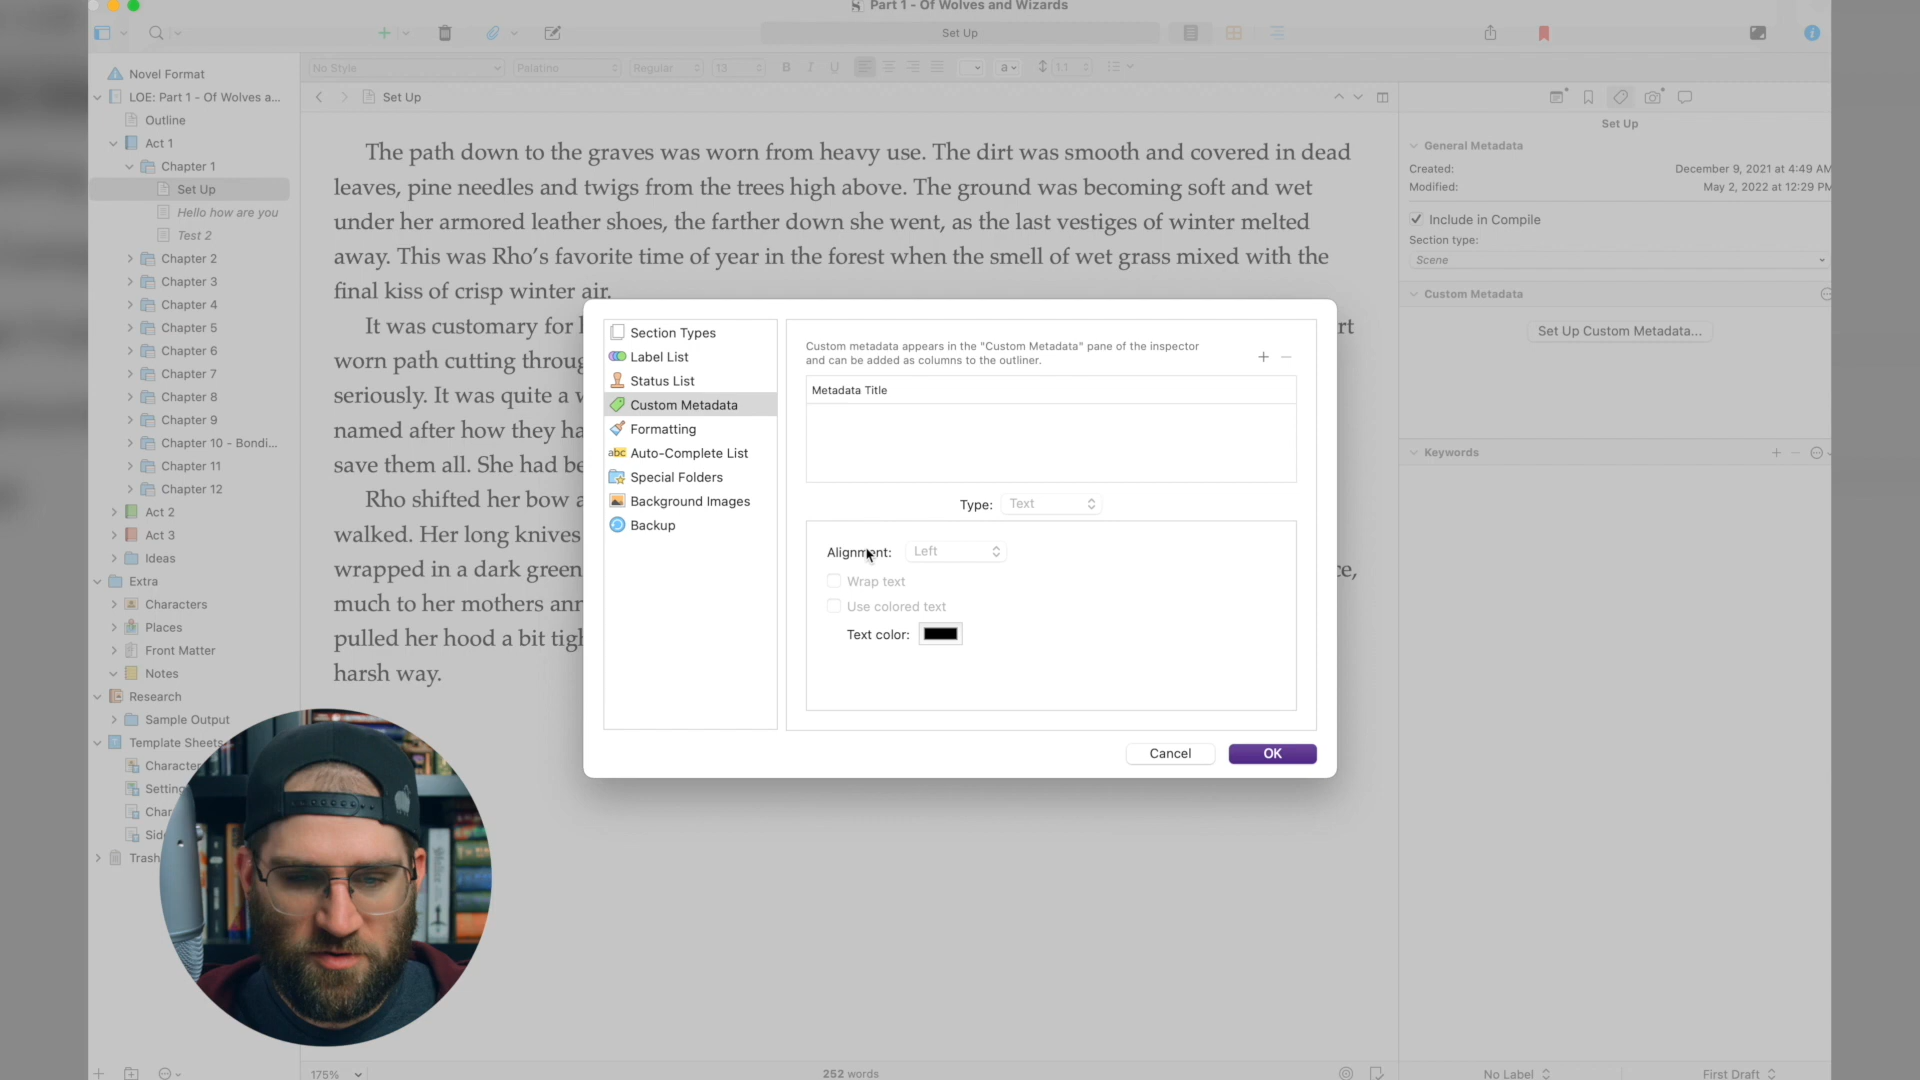 Part 1 - Of Wolves and Wizards
Set Up
No Style
Palatino
Regular
13
B
I
U
a
1.1
Novel Format
LOE: Part 1 - Of Wolves a...
Outline
Act 1
Chapter 1
Set Up
Hello how are you
Test 2
Chapter 2
Chapter 3
Chapter 4
Chapter 5
Chapter 6
Chapter 7
Chapter 8
Chapter 9
Chapter 10 - Bondi...
Chapter 11
Chapter 12
Act 2
Act 3
Ideas
Extra
Characters
Places
Front Matter
Notes
Research
Sample Output
Template Sheets
Character
Setting
Char
Sid
Trash
Set Up
The path down to the graves was worn from heavy use. The dirt was smooth and covered in dead
leaves, pine needles and twigs from the trees high above. The ground was becoming soft and wet
under her armored leather shoes, the farther down she went, as the last vestiges of winter melted
away. This was Rho's favorite time of year in the forest when the smell of wet grass mixed with the
final kiss of crisp winter air.
It was customary for
rt
worn path cutting throug
seriously. It was quite a
named after how they ha
save them all. She had be
Rho shifted her bow a
walked. Her long knives
wrapped in a dark green
ce,
much to her mothers ann
pulled her hood a bit tigh
harsh way.
Section Types
Label List
Status List
Custom Metadata
Formatting
abc Auto-Complete List
Special Folders
Background Images
Backup
Custom metadata appears in the "Custom Metadata" pane of the inspector
and can be added as columns to the outliner.
Metadata Title
Type: Text
Alignment: Left
Wrap text
Use colored text
Text color:
Cancel
OK
Set Up
General Metadata
Created: December 9, 2021 at 4:49 AM
Modified: May 2, 2022 at 12:29 PM
Include in Compile
Section type:
Scene
Custom Metadata
Set Up Custom Metadata...
Keywords
175%
252 words
No Label
First Draft